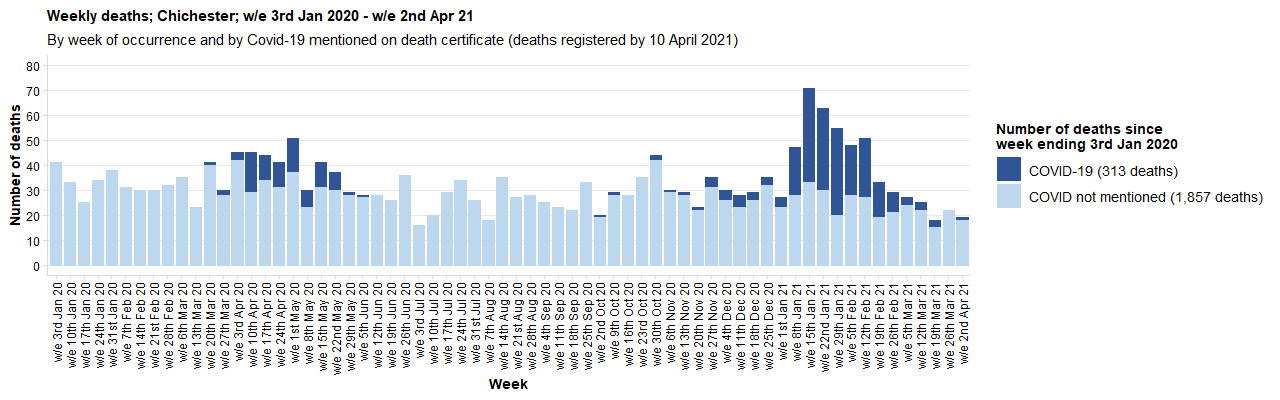 Weekly deaths; Chichester; w/e 3rd Jan 2020 - w/e 2nd Apr 21
By week of occurrence and by Covid-19 mentioned on death certificate (deaths registered by 10 April 2021)
Number of deaths
80
70
60
50
40
30
20
10
0
w/e 3rd Jan 20
w/e 10th Jan 20
w/e 17th Jan 20
w/e 24th Jan 20
w/e 31st Jan 20
w/e 7th Feb 20
w/e 14th Feb 20
w/e 21st Feb 20
w/e 28th Feb 20
w/e 6th Mar 20
w/e 13th Mar 20
w/e 20th Mar 20
w/e 27th Mar 20
w/e 3rd Apr 20
w/e 10th Apr 20
w/e 17th Apr 20
w/e 24th Apr 20
w/e 1st May 20
w/e 8th May 20
w/e 15th May 20
w/e 22nd May 20
w/e 29th May 20
w/e 5th Jun 20
w/e 12th Jun 20
w/e 19th Jun 20
w/e 26th Jun 20
w/e 3rd Jul 20
w/e 10th Jul 20
w/e 17th Jul 20
w/e 24th Jul 20
w/e 31st Jul 20
w/e 7th Aug 20
w/e 14th Aug 20
w/e 21st Aug 20
w/e 28th Aug 20
w/e 4th Sep 20
w/e 11th Sep 20
w/e 18th Sep 20
w/e 25th Sep 20
w/e 2nd Oct 20
w/e 9th Oct 20
w/e 16th Oct 20
w/e 23rd Oct 20
w/e 30th Oct 20
w/e 6th Nov 20
w/e 13th Nov 20
w/e 20th Nov 20
w/e 27th Nov 20
w/e 4th Dec 20
w/e 11th Dec 20
w/e 18th Dec 20
w/e 25th Dec 20
w/e 1st Jan 21
w/e 8th Jan 21
w/e 15th Jan 21
w/e 22nd Jan 21
w/e 29th Jan 21
w/e 5th Feb 21
w/e 12th Feb 21
w/e 19th Feb 21
w/e 26th Feb 21
w/e 5th Mar 21
w/e 12th Mar 21
w/e 19th Mar 21
w/e 26th Mar 21
w/e 2nd Apr 21
Week
Number of deaths since
week ending 3rd Jan 2020
COVID-19 (313 deaths)
COVID not mentioned (1,857 deaths)